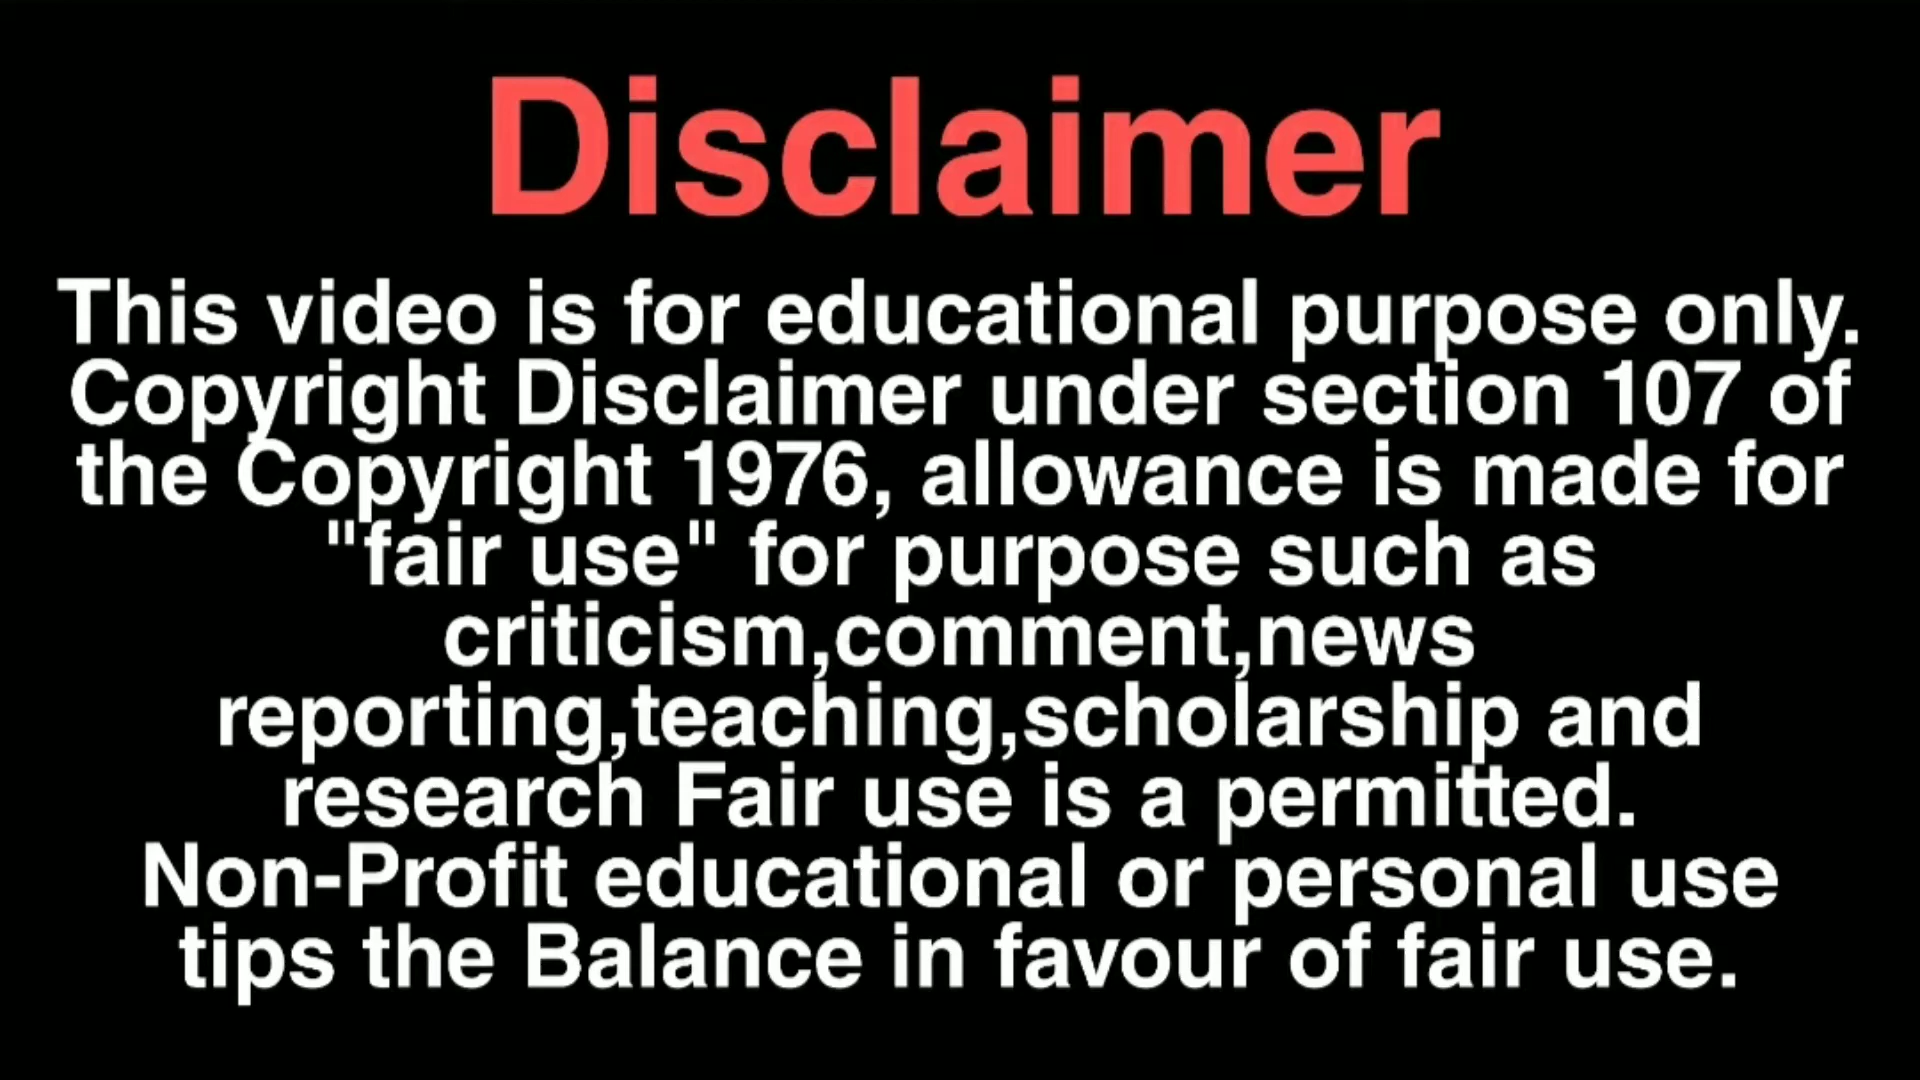 Disclaimer
This video is for educational purpose only.
Copyright Disclaimer under section 107 of
the Copyright 1976, allowance is made for
"fair use" for purpose such as
criticism,comment,news
reporting,teaching,scholarship and
research Fair use is a permitted.
Non-Profit educational or personal use
tips the Balance in favour of fair use.